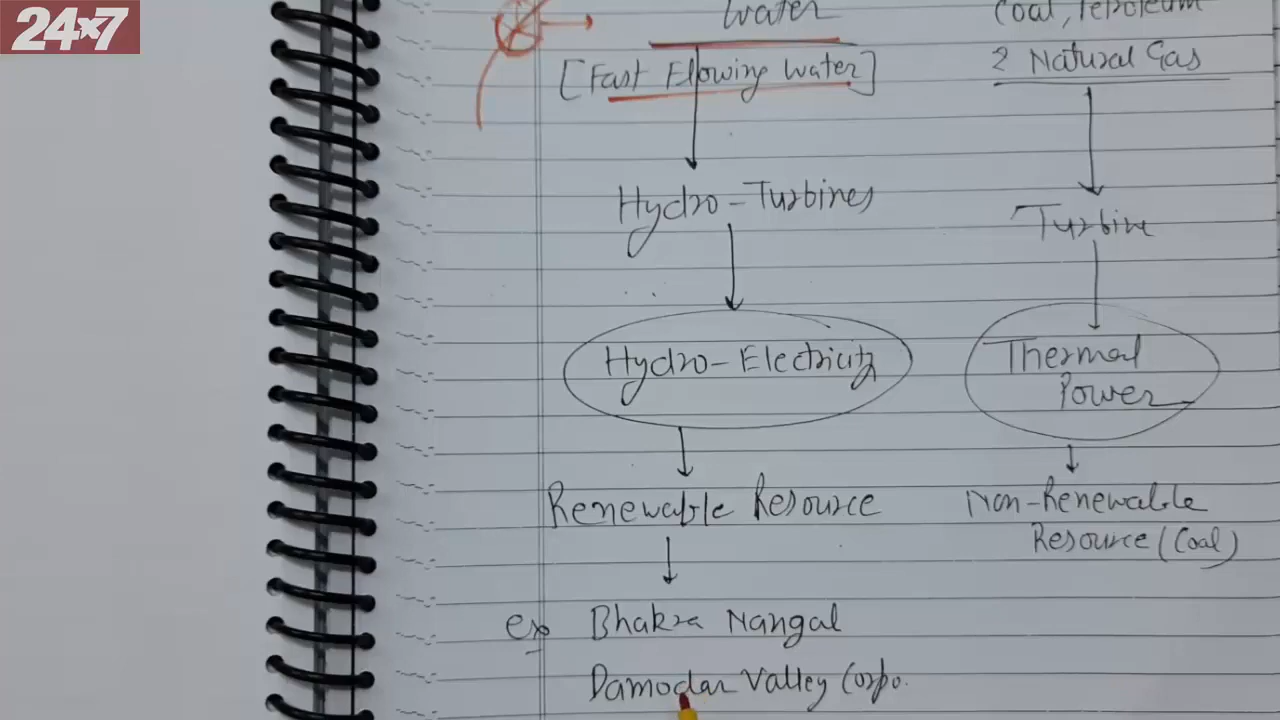 24x7
Water
Coal, Petroleum
[Fast Flowing Water]
2 Natural Gas
Hydro-Turbines
Turbine
Hydro-Electricity
Thermal
Power
Renewable Resource
Non-Renewable
Resource (Coal)
ex Bhakra Nangal
Damodar Valley Corpo.